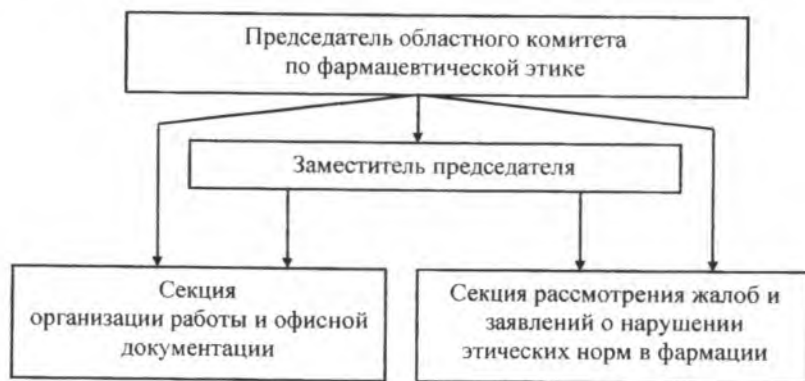 Председатель областного комитета
по фармацевтической этике
Заместитель председателя
Секция
организации работы и офисной
документации
Секция рассмотрения жалоб и
заявлений о нарушении
этических норм в фармации